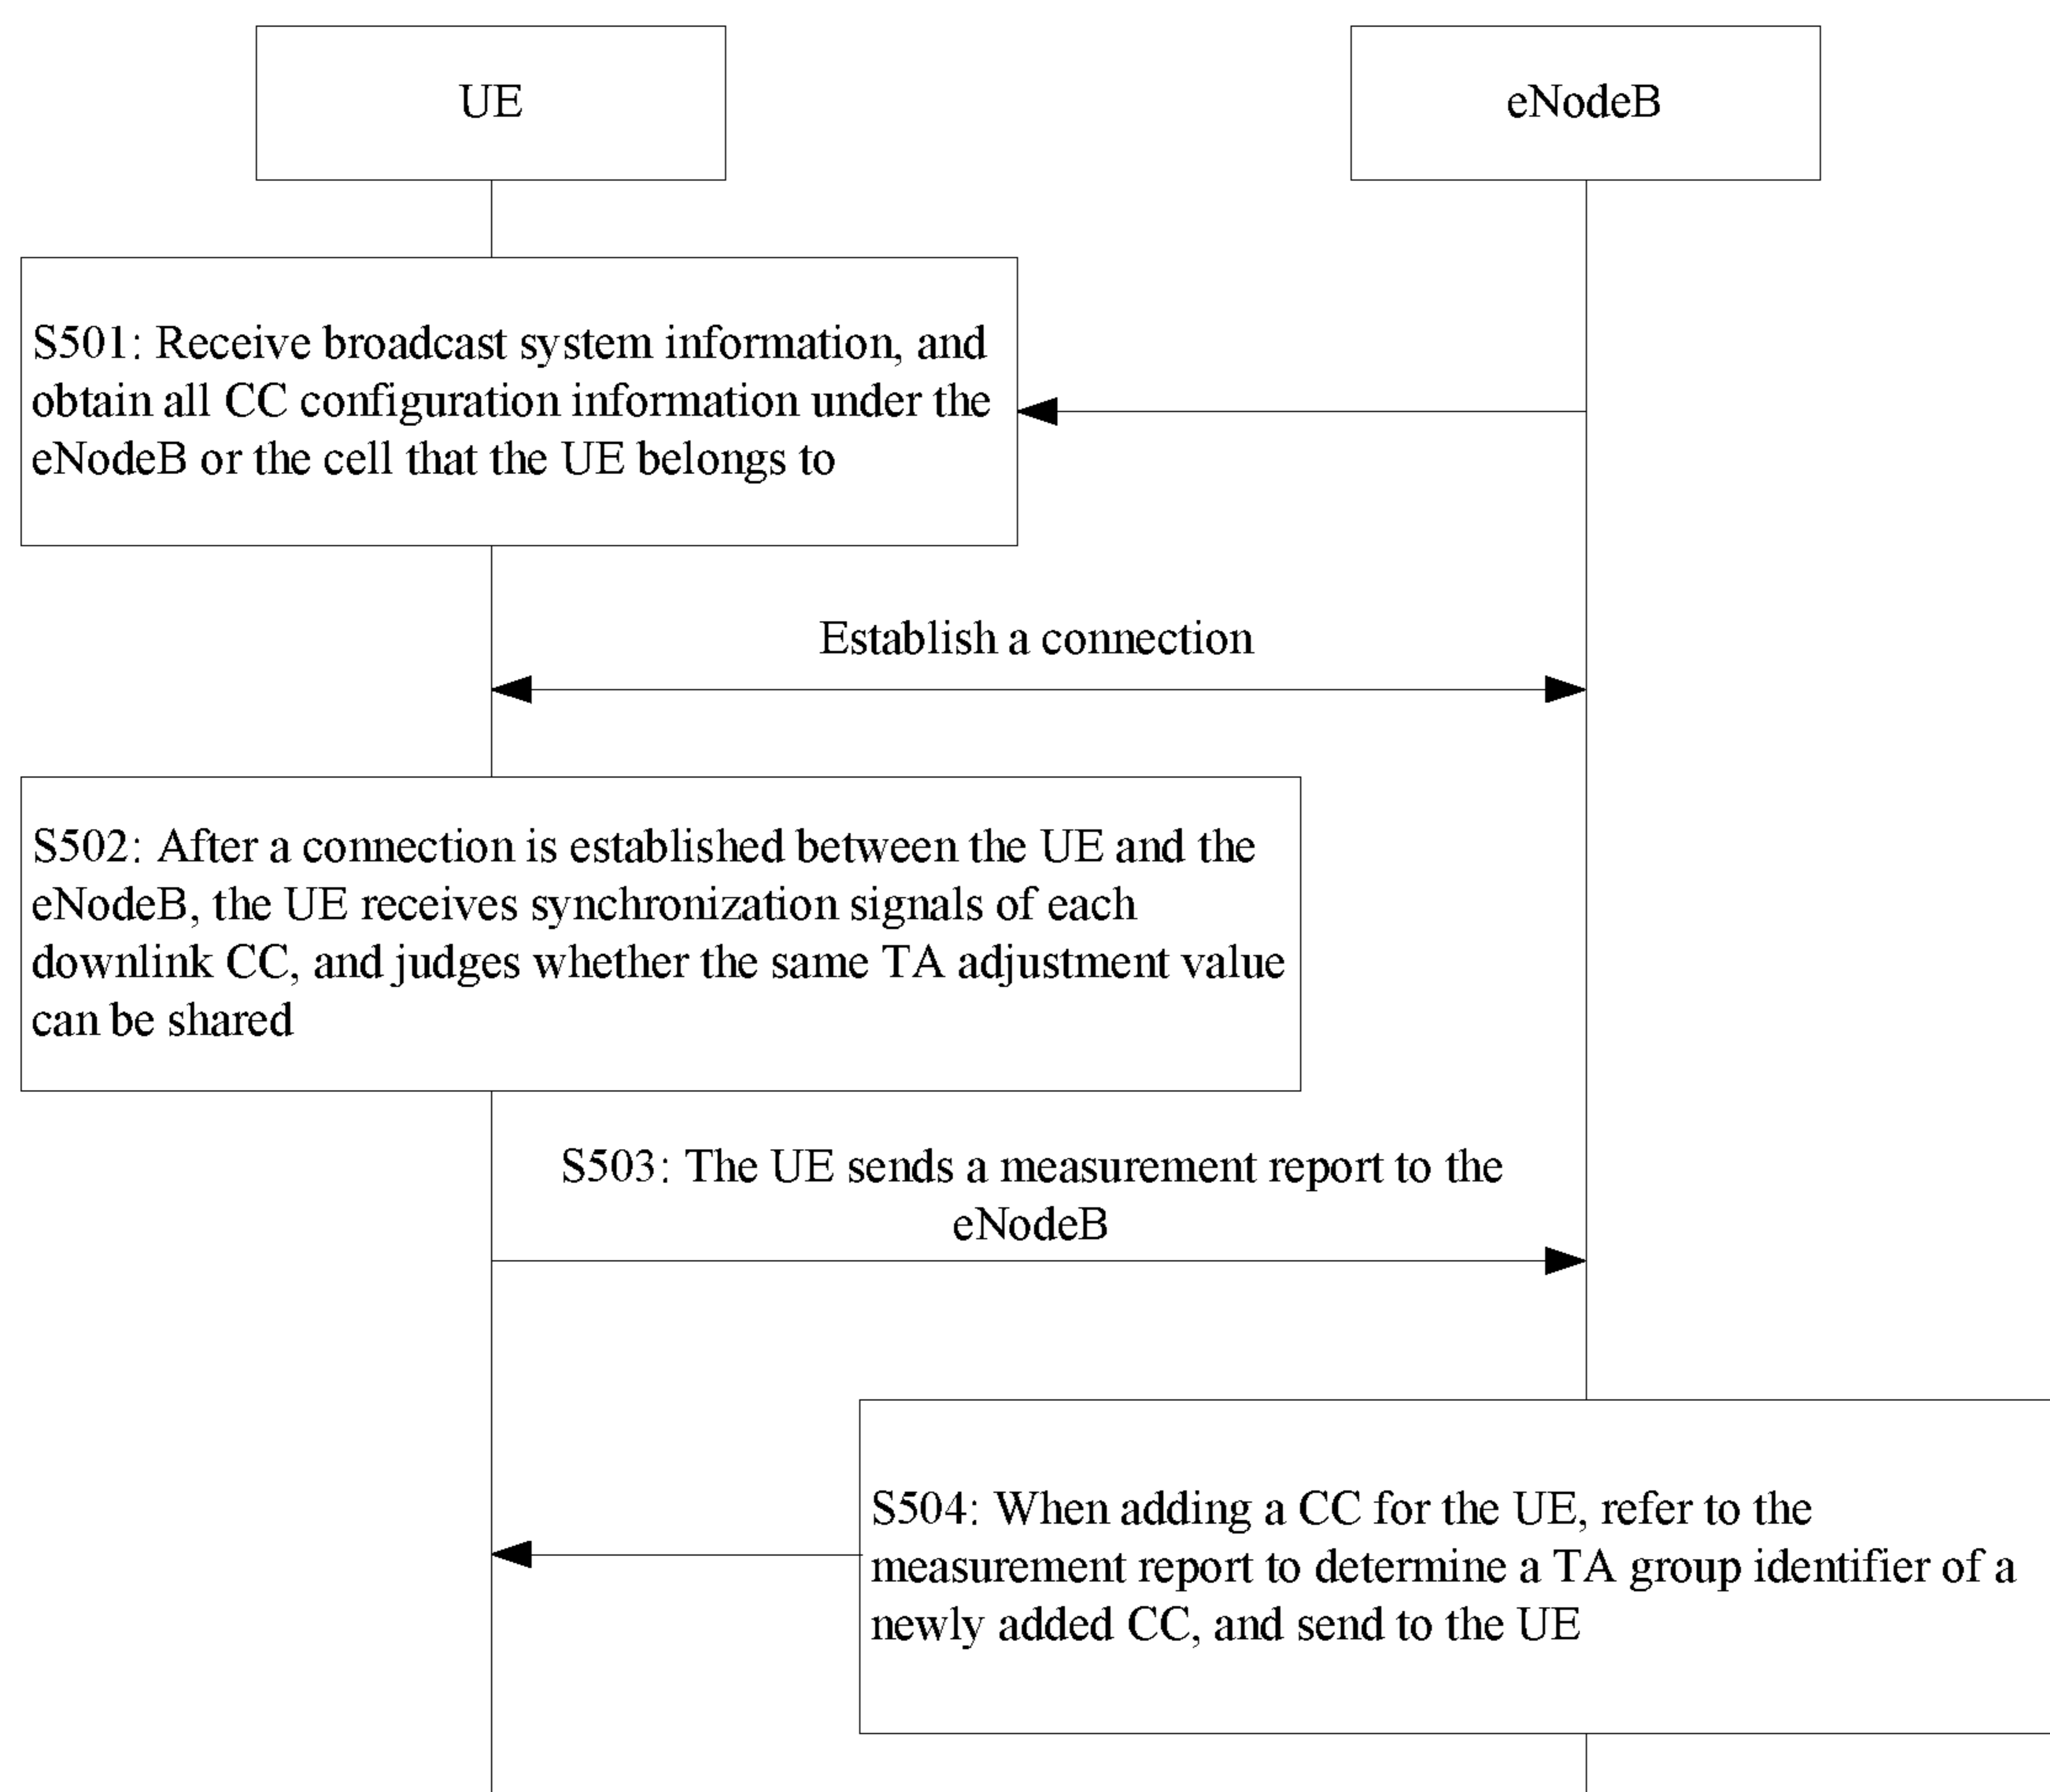 UE
eNodeB
S501: Receive broadcast system information, and
obtain all CC configuration information under the
eNodeB or the cell that the UE belongs to
Establish a connection
S502: After a connection is established between the UE and the
eNodeB, the UE receives synchronization signals of each
downlink CC, and judges whether the same TA adjustment value
can be shared
S503: The UE sends a measurement report to the
eNodeB
S504: When adding a CC for the UE, refer to the
measurement report to determine a TA group identifier of a
newly added CC, and send to the UE